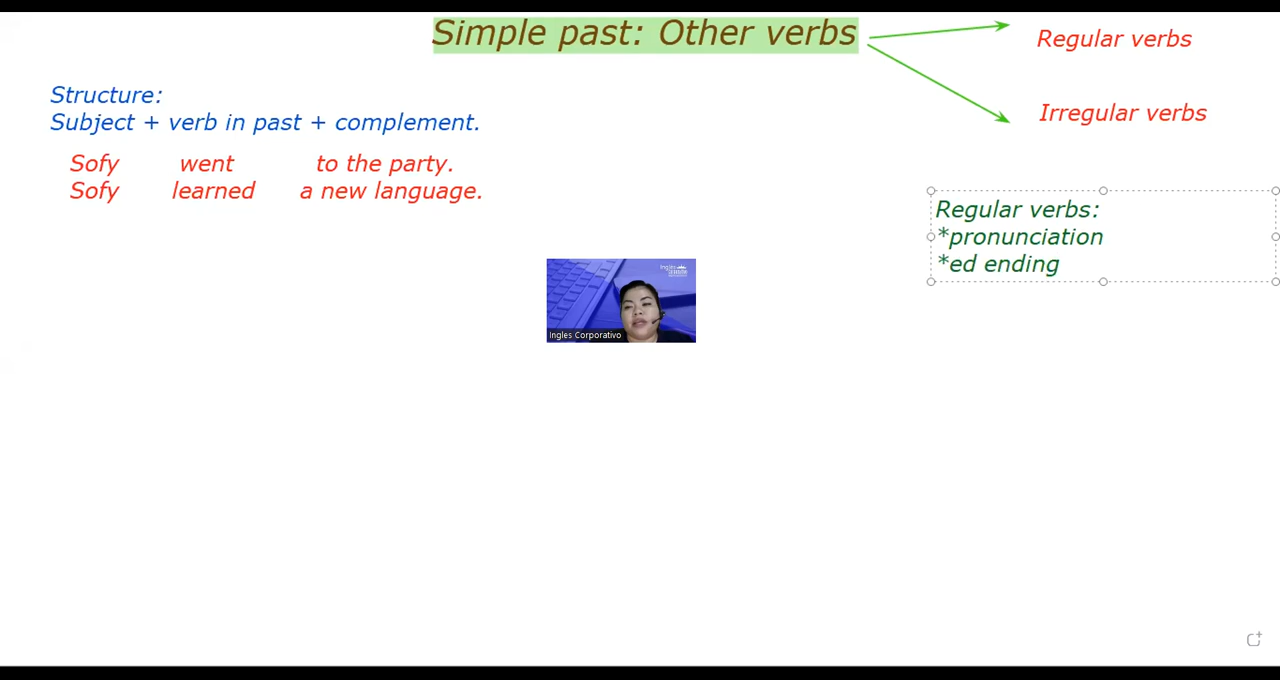 Simple past: Other verbs
Regular verbs
Irregular verbs
Structure:
Subject + verb in past + complement.
Sofy went to the party.
Sofy learned a new language.
Regular verbs:
*pronunciation
*ed ending
Ingles Corporativo